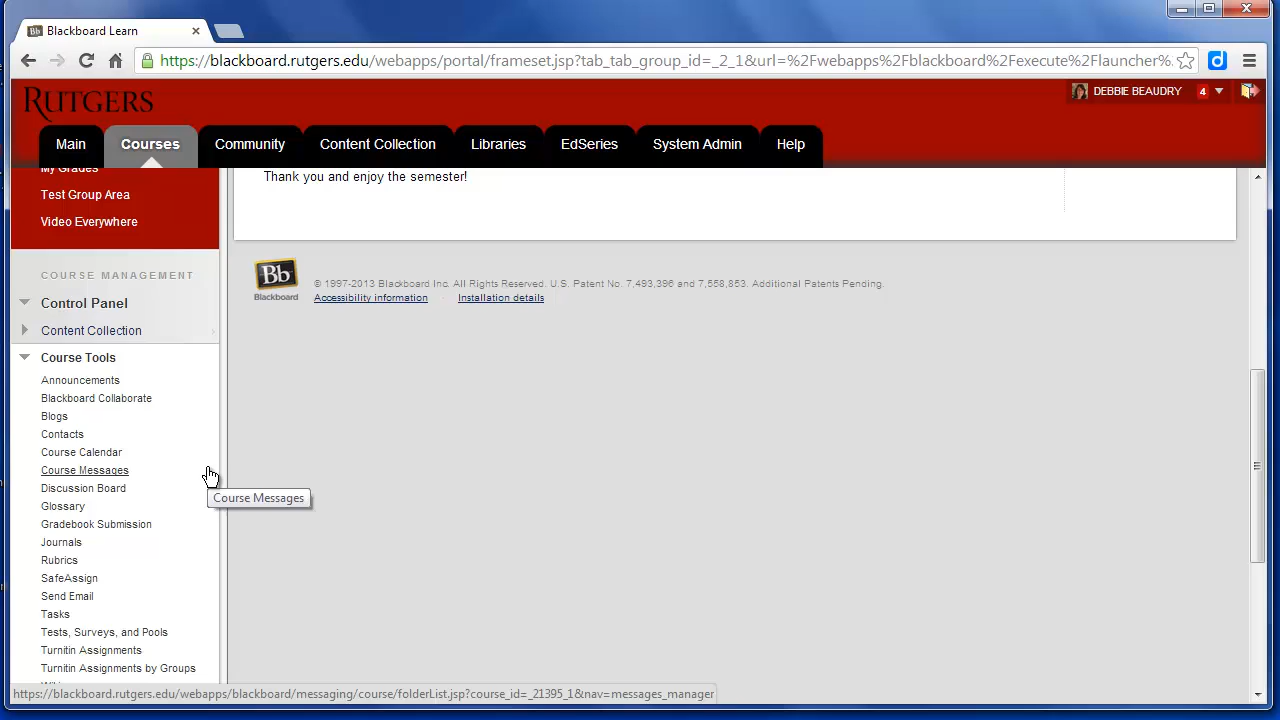 Blackboard Learn
https://blackboard.rutgers.edu/webapps/portal/frameset.jsp?tab_tab_group_id=_2_1&url=%2Fwebapps%2Fblackboard%2Fexecute%2Flauncher%
RUTGERS
DEBBIE BEAUDRY 4
Main Courses Community Content Collection Libraries EdSeries System Admin Help
My Grades
Test Group Area
Video Everywhere
COURSE MANAGEMENT
Control Panel
Content Collection
Course Tools
Announcements
Blackboard Collaborate
Blogs
Contacts
Course Calendar
Course Messages
Discussion Board
Glossary
Gradebook Submission
Journals
Rubrics
SafeAssign
Send Email
Tasks
Tests, Surveys, and Pools
Turnitin Assignments
Turnitin Assignments by Groups
Thank you and enjoy the semester!
Bb
Blackboard
© 1997-2013 Blackboard Inc. All Rights Reserved. U.S. Patent No. 7,493,396 and 7,558,853. Additional Patents Pending.
Accessibility information Installation details
Course Messages
https://blackboard.rutgers.edu/webapps/blackboard/messaging/course/folderList.jsp?course_id=_21395_1&nav=messages_manager